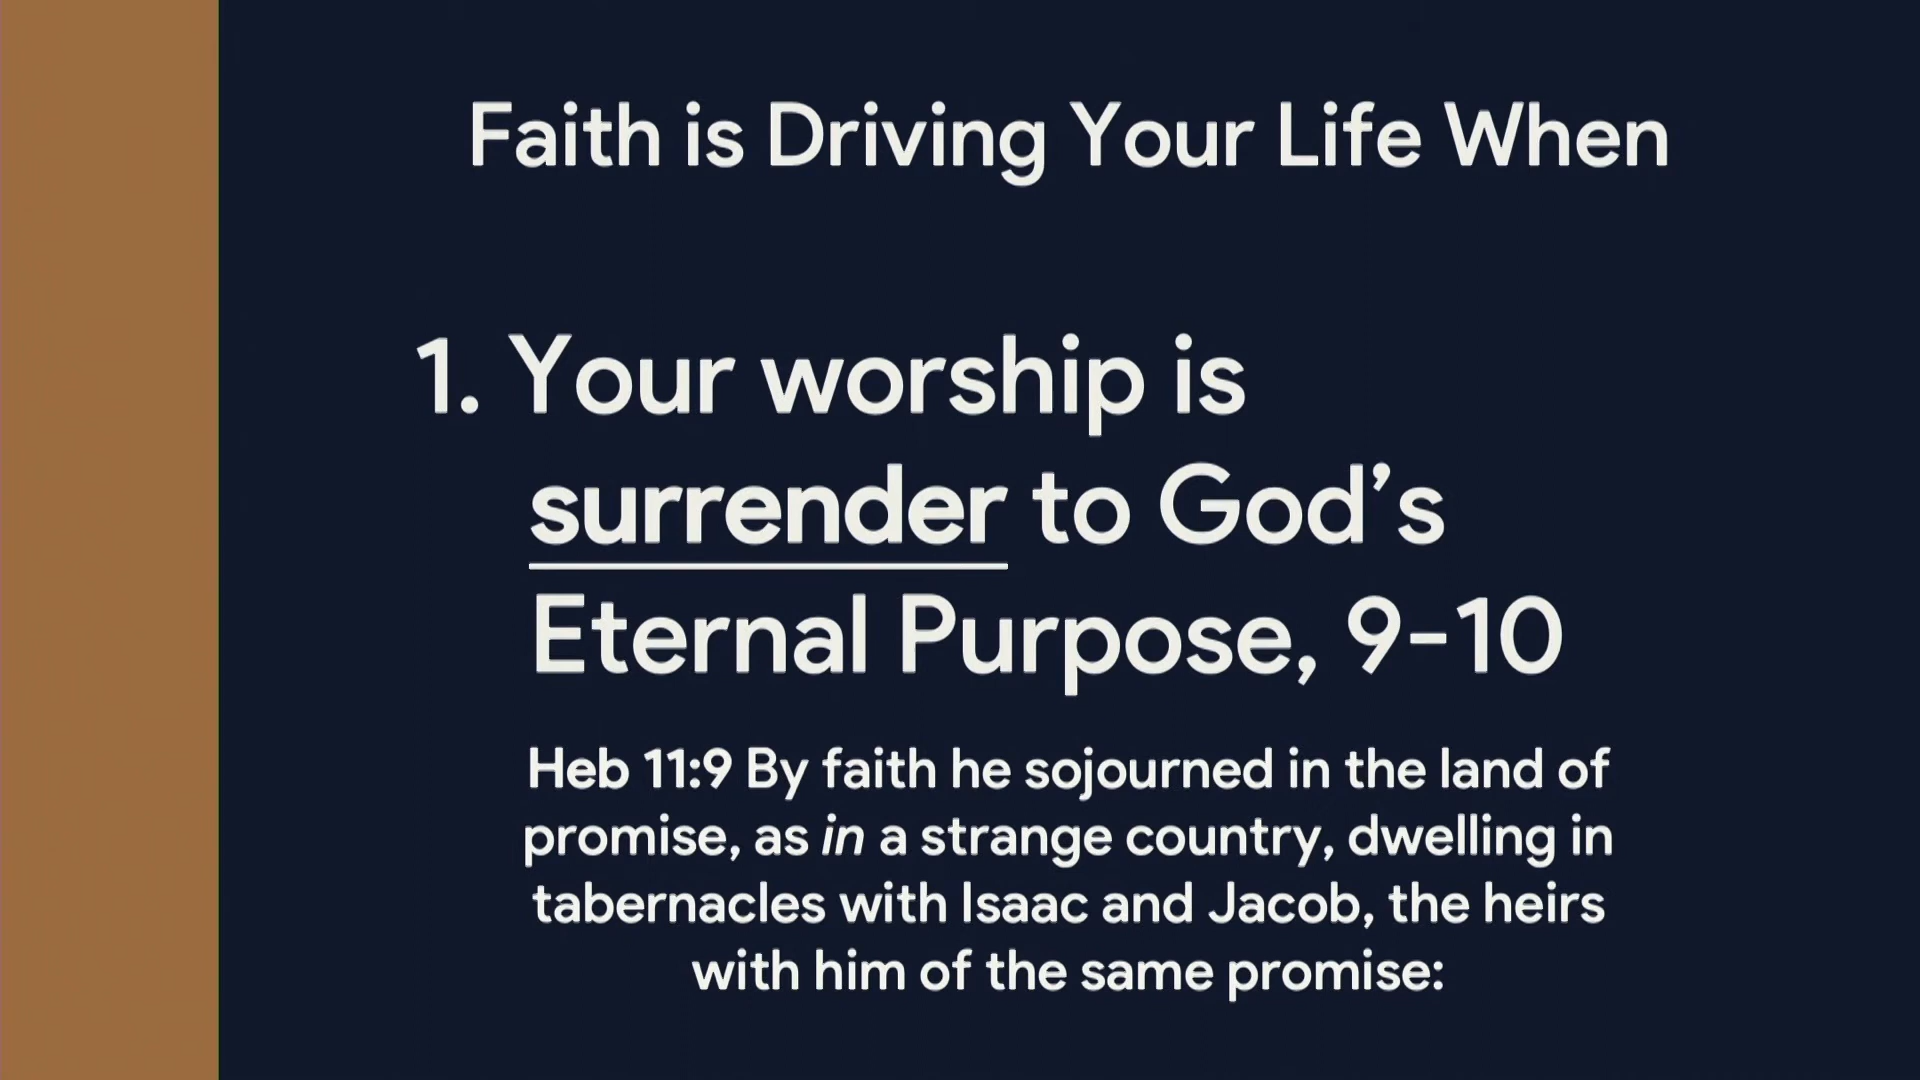 Faith is Driving Your Life When
1. Your worship is
surrender to God’s
Eternal Purpose, 9-10
Heb 11:9 By faith he sojourned in the land of
promise, as in a strange country, dwelling in
tabernacles with Isaac and Jacob, the heirs
with him of the same promise: